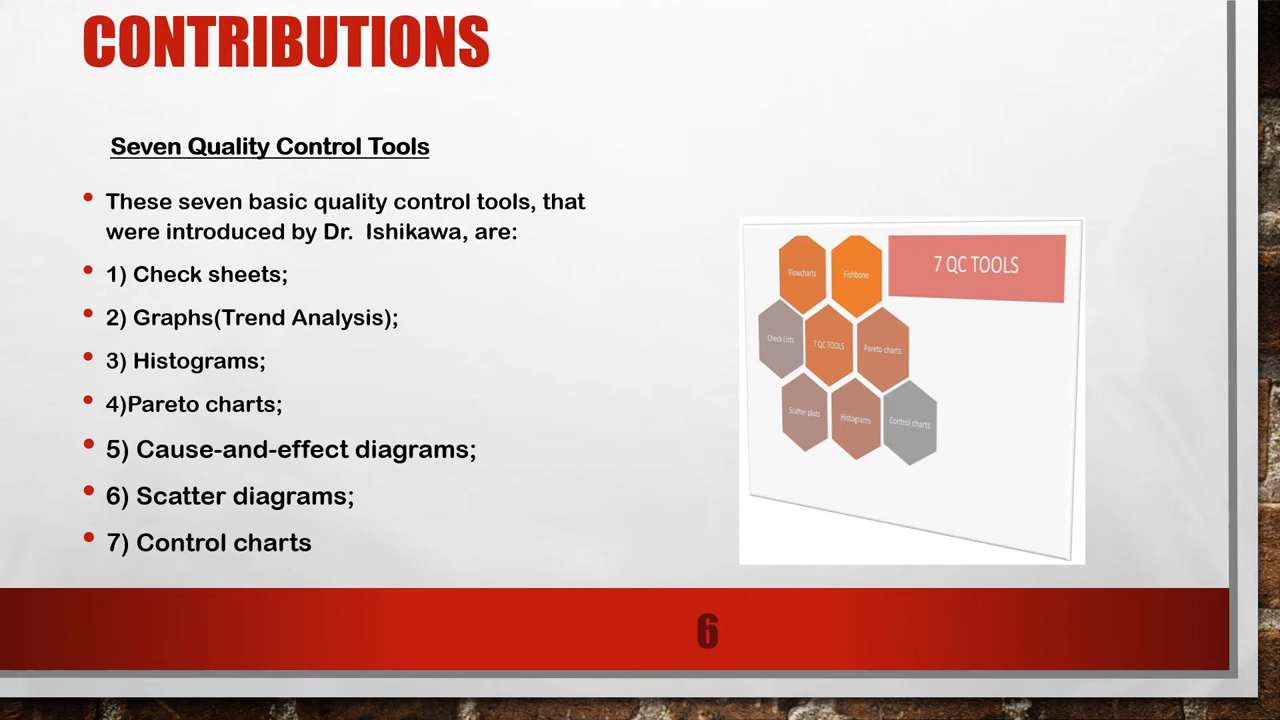 CONTRIBUTIONS
Seven Quality Control Tools
• These seven basic quality control tools, that
were introduced by Dr. Ishikawa, are:
• 1) Check sheets;
• 2) Graphs(Trend Analysis);
• 3) Histograms;
• 4)Pareto charts;
• 5) Cause-and-effect diagrams;
• 6) Scatter diagrams;
• 7) Control charts
7 QC TOOLS
Flowcharts
Fishbone
Check Lists
7 QC TOOLS
Pareto charts
Scatter plots
Histograms
Control charts
6